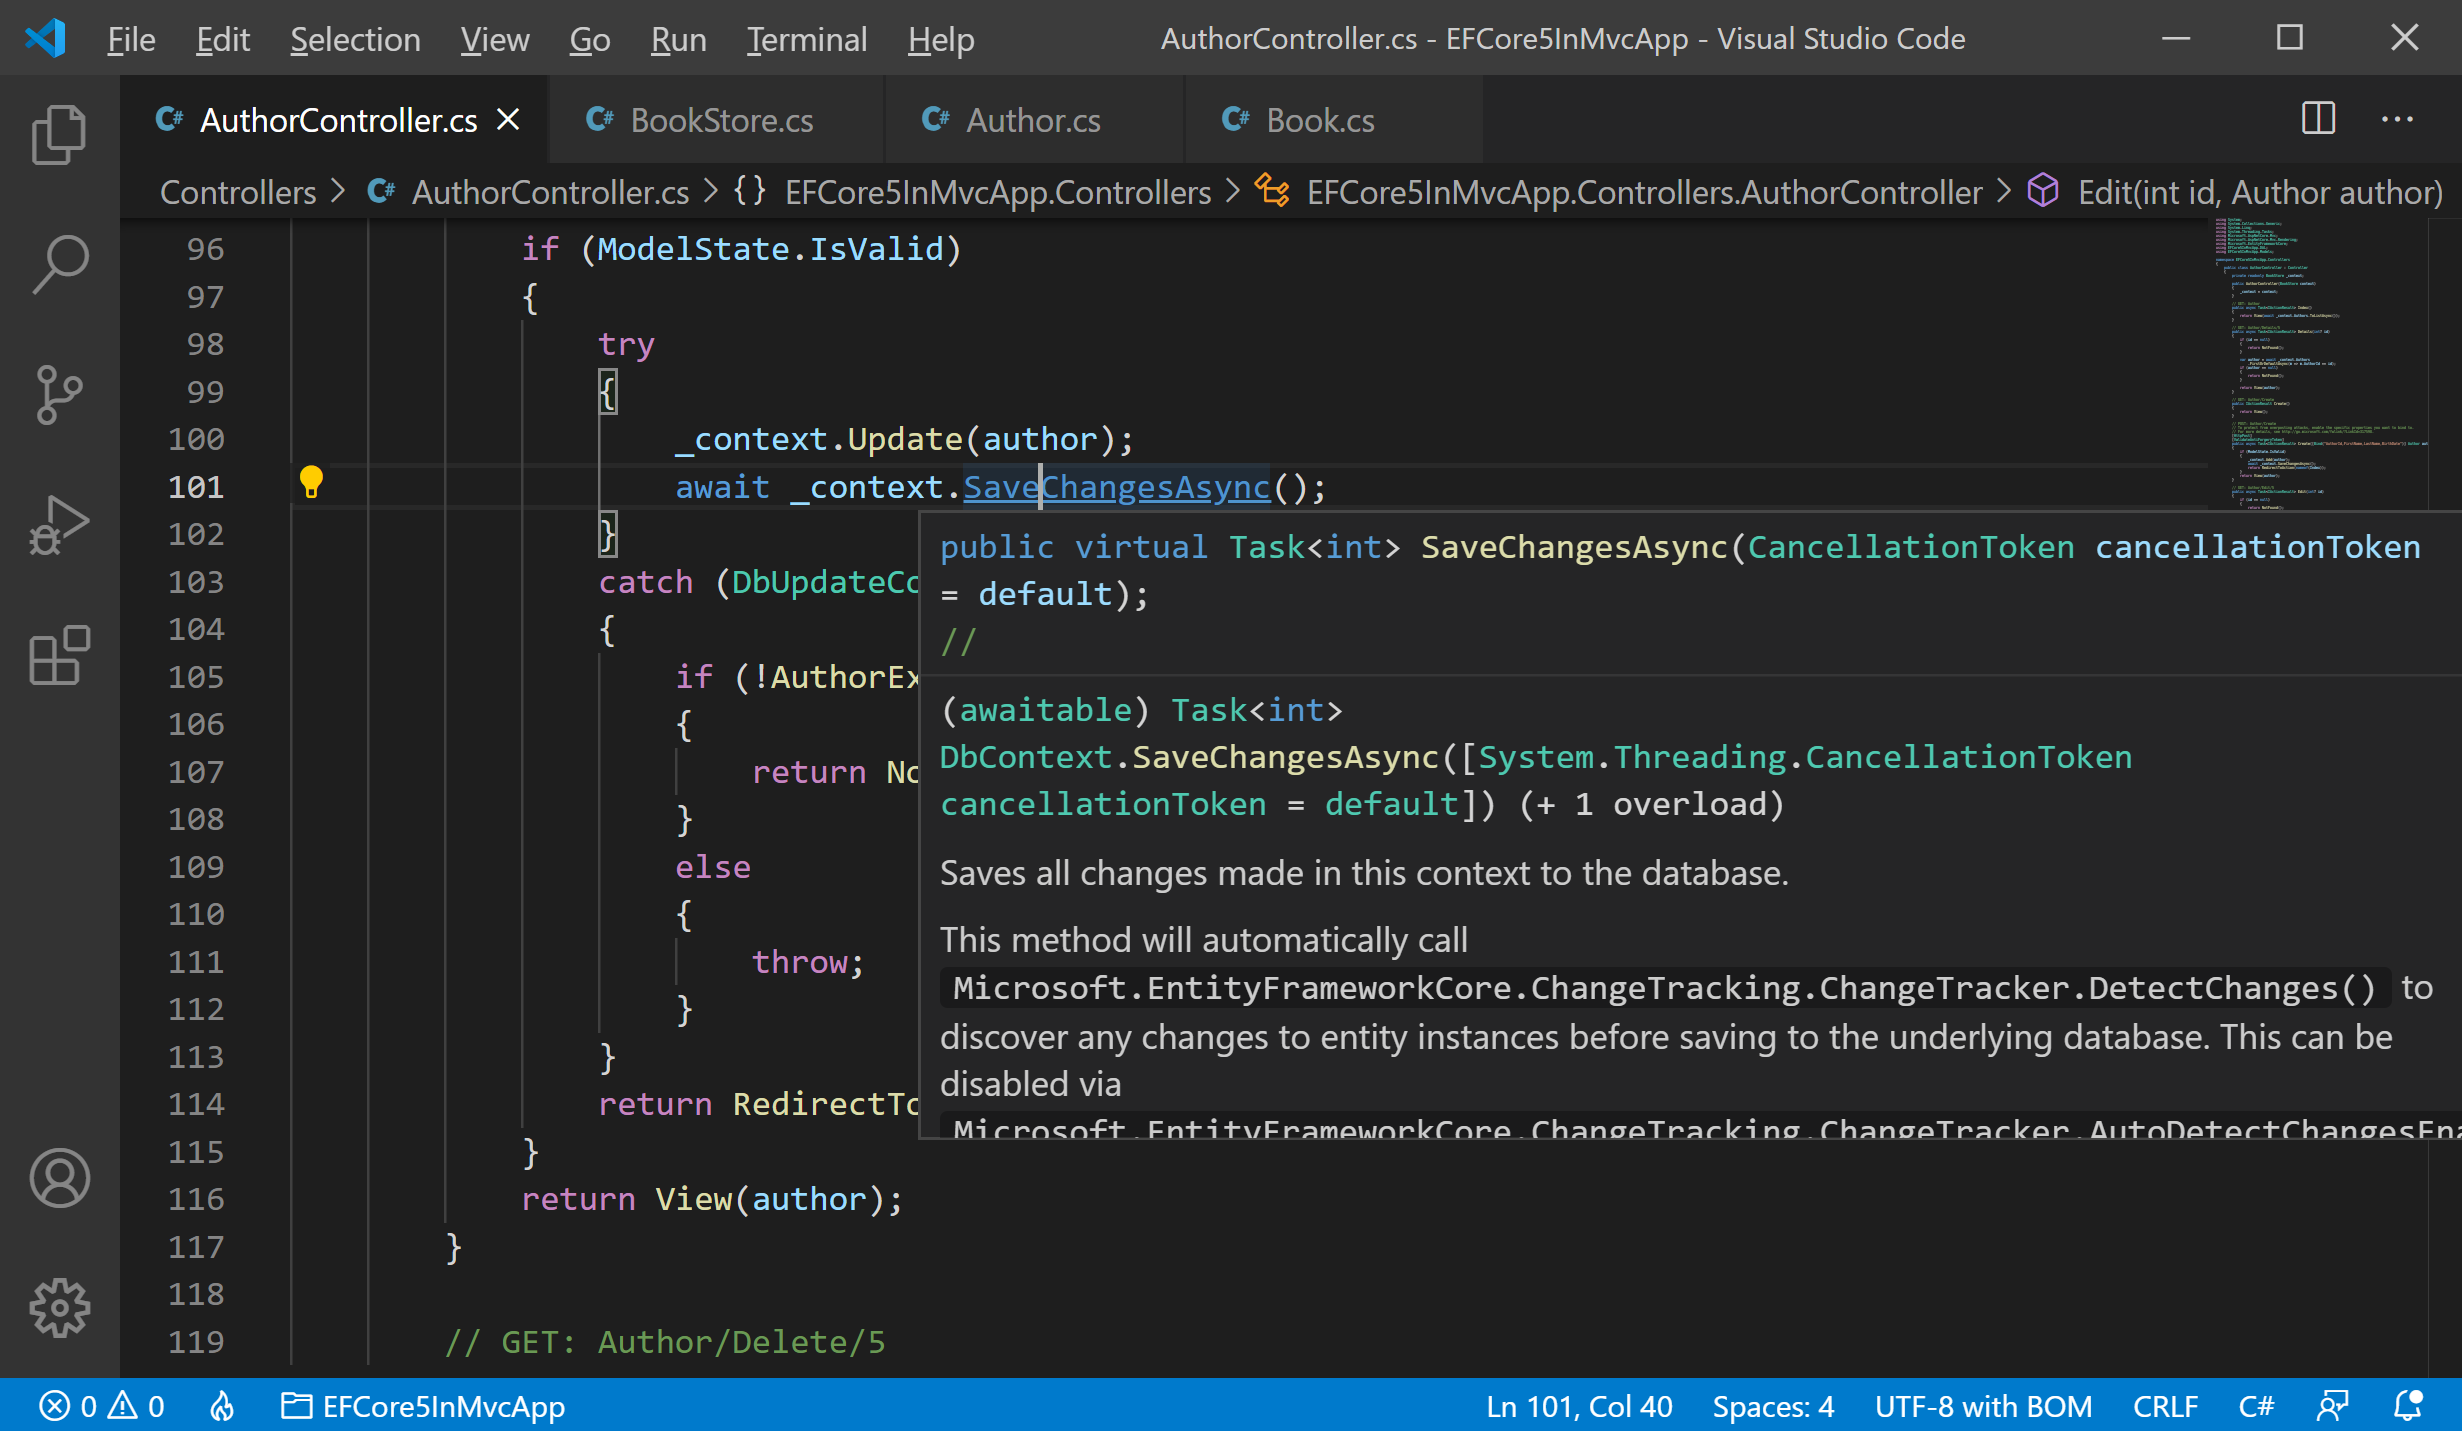 File Edit Selection View Go Run Terminal Help AuthorController.cs - EFCore5InMvcApp - Visual Studio Code
C# AuthorController.cs C# BookStore.cs C# Author.cs C# Book.cs ...
Controllers > C# AuthorController.cs > {} EFCore5InMvcApp.Controllers > EFCore5InMvcApp.Controllers.AuthorController > Edit(int id, Author author)
96 if (ModelState.IsValid)
97 {
98 try
99 {
100 _context.Update(author);
101 await _context.SaveChangesAsync();
102 }
103 catch (DbUpdateCo
104 {
105 if (!AuthorEx
106 {
107 return No
108 }
109 else
110 {
111 throw;
112 }
113 }
114 return RedirectTo
115 }
116 return View(author);
117 }
118
119 // GET: Author/Delete/5
public virtual Task<int> SaveChangesAsync(CancellationToken cancellationToken
= default);
//
(awaitable) Task<int>
DbContext.SaveChangesAsync([System.Threading.CancellationToken
cancellationToken = default]) (+ 1 overload)
Saves all changes made in this context to the database.
This method will automatically call
Microsoft.EntityFrameworkCore.ChangeTracking.ChangeTracker.DetectChanges() to
discover any changes to entity instances before saving to the underlying database. This can be
disabled via
Microsoft.EntityFrameworkCore.ChangeTracking.ChangeTracker.AutoDetectChangesEna
0 0 EFCore5InMvcApp Ln 101, Col 40 Spaces: 4 UTF-8 with BOM CRLF C#